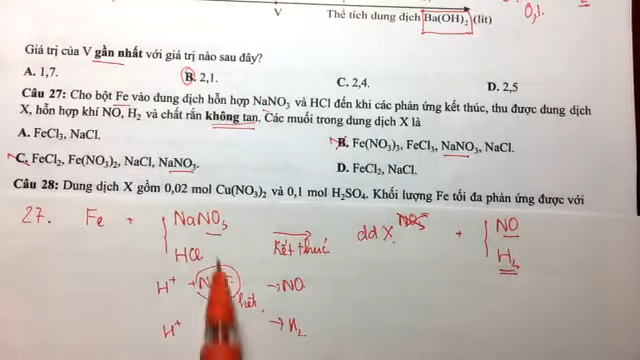 V Thể tích dung dịch Ba(OH)₂ (lít) 0,1.
Giá trị của V gần nhất với giá trị nào sau đây?
A. 1,7. B. 2,1. C. 2,4. D. 2,5
Câu 27: Cho bột Fe vào dung dịch hỗn hợp NaNO₃ và HCl đến khi các phản ứng kết thúc, thu được dung dịch
X, hỗn hợp khí NO, H₂ và chất rắn không tan. Các muối trong dung dịch X là
A. FeCl₃, NaCl. B. Fe(NO₃)₃, FeCl₃, NaNO₃, NaCl.
C. FeCl₂, Fe(NO₃)₂, NaCl, NaNO₃. D. FeCl₂, NaCl.
Câu 28: Dung dịch X gồm 0,02 mol Cu(NO₃)₂ và 0,1 mol H₂SO₄. Khối lượng Fe tối đa phản ứng được với
27. Fe + { NaNO₃ → dd X. NO₃⁻ + { NO
HCl kết thúc H₂
H⁺ + hết → NO
H⁺ → H₂